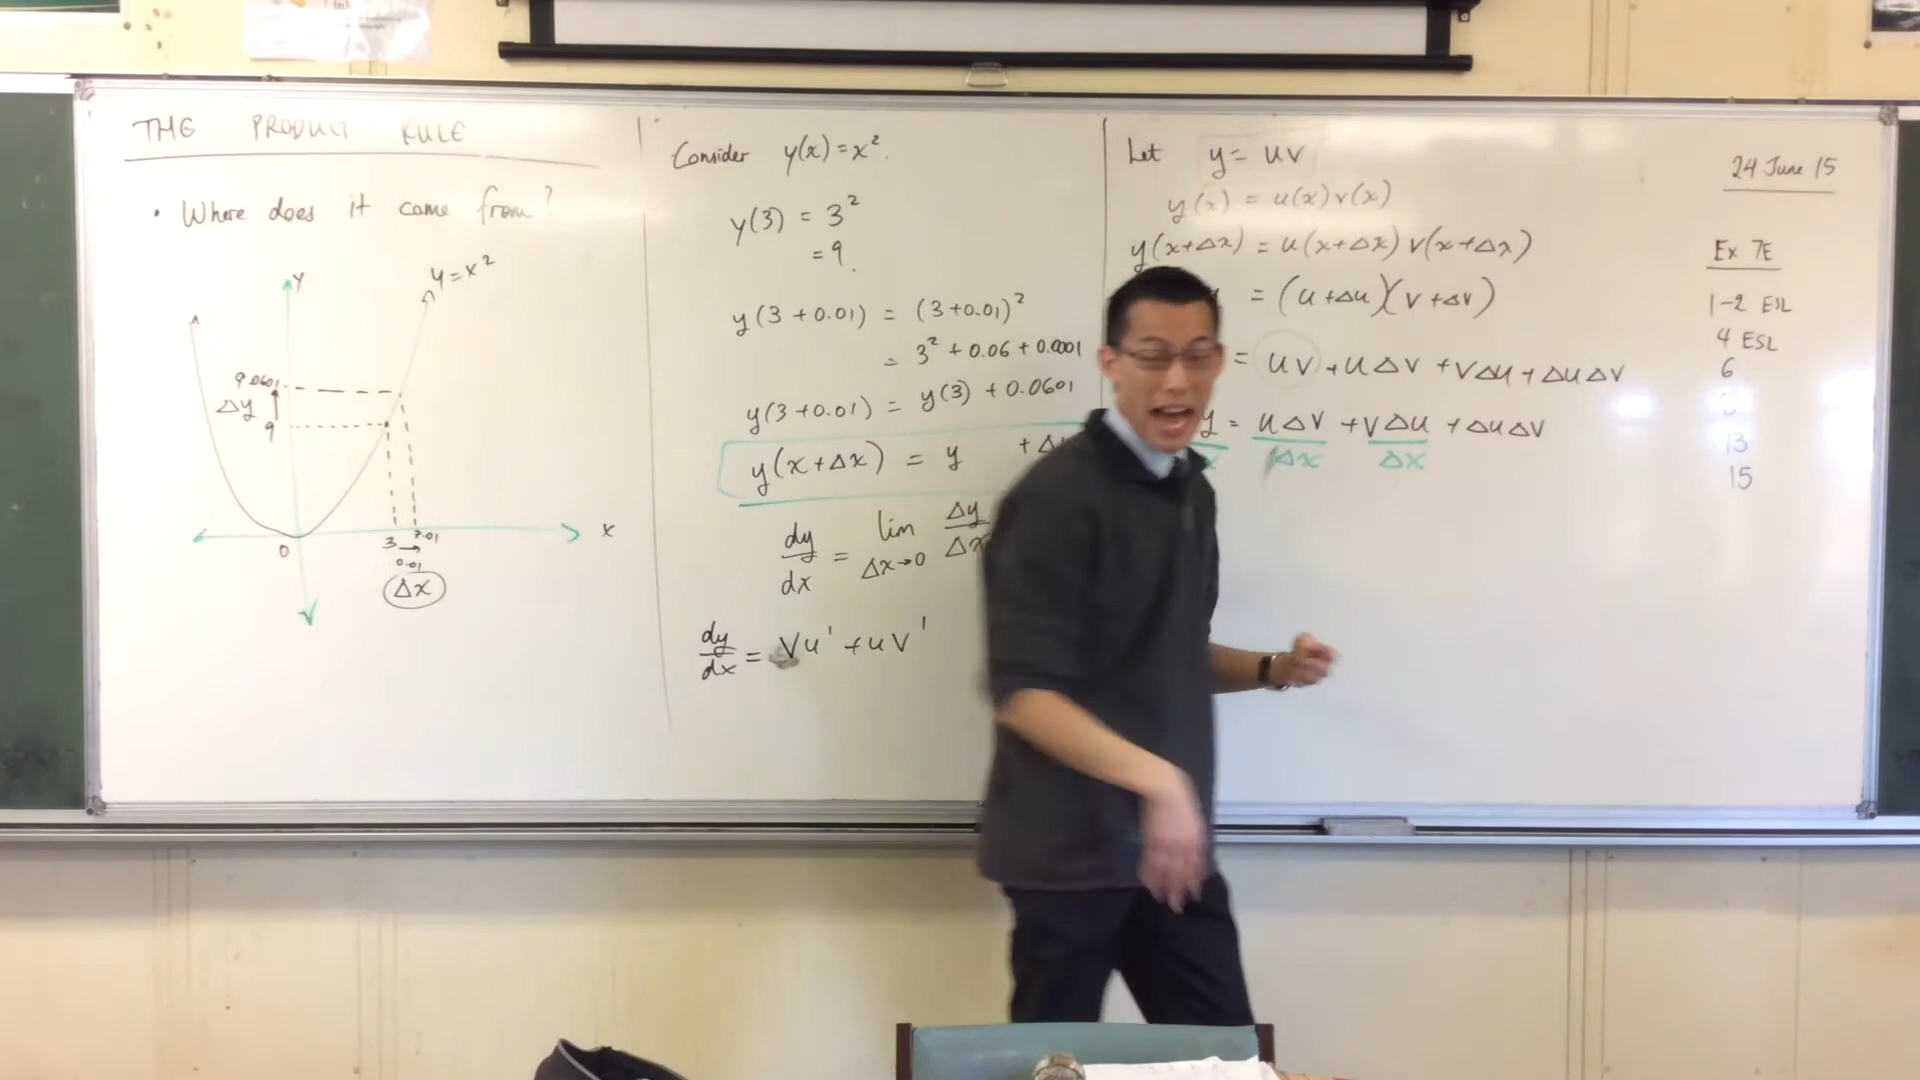 THE PRODUCT RULE
• Where does it come from?
y
y=x²
9.0601
Δy
9
0
3
3.01
x
0.01
Δx
Consider y(x)=x².
y(3) = 3²
= 9.
y(3+0.01) = (3+0.01)²
= 3² + 0.06 + 0.0001
y(3+0.01) = y(3) + 0.0601
y(x+Δx) = y +Δ
dy/dx = lim Δx→0 Δy/Δx
dy/dx = Vu' + uV'
Let y = uv
y(x) = u(x)v(x)
y(x+Δx) = u(x+Δx)v(x+Δx)
= (u+Δu)(v+Δv)
= uv + uΔv + vΔu + ΔuΔv
y = uΔv + vΔu + ΔuΔv
x Δx Δx
24 June 15
Ex 7E
1-2 ESL
4 ESL
6
13
15